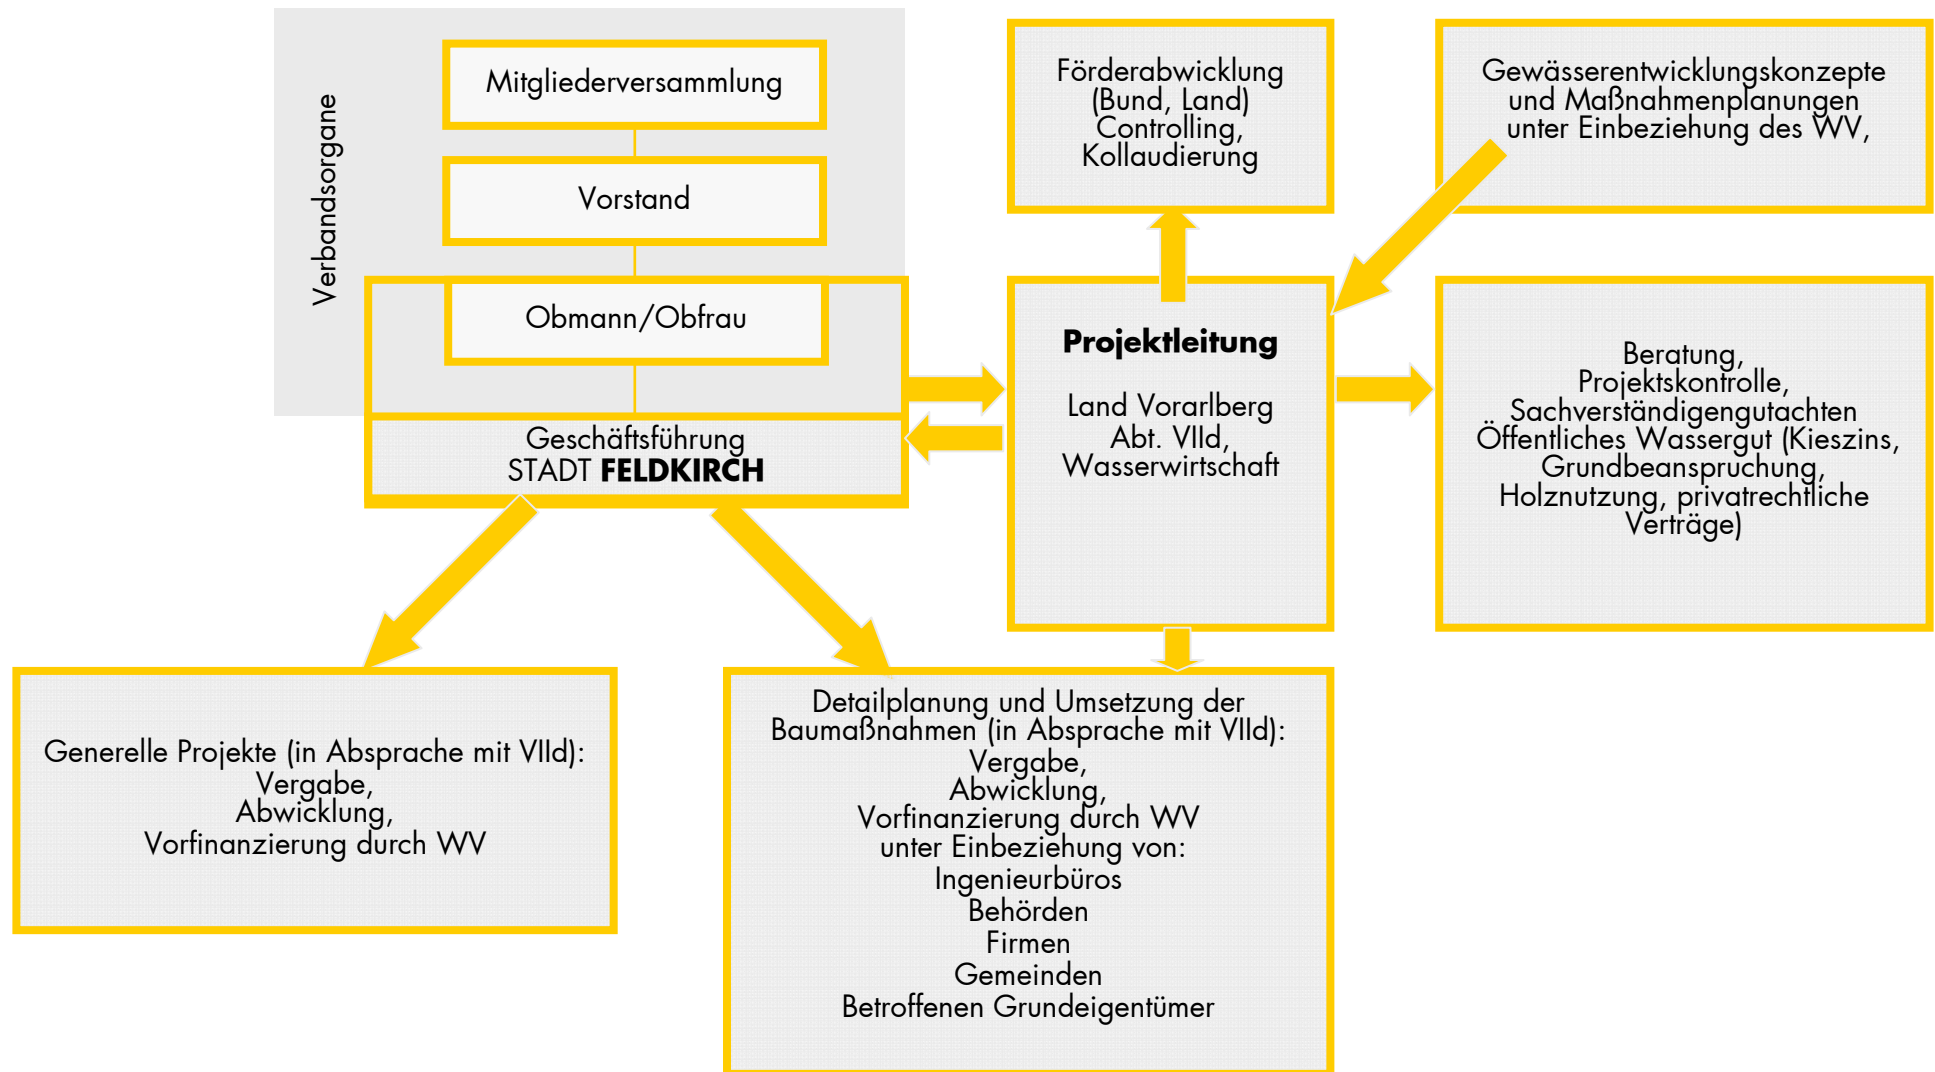 Verbandsorgane
Mitgliederversammlung
Vorstand
Obmann/Obfrau
Geschäftsführung
STADT FELDKIRCH
Förderabwicklung
(Bund, Land)
Controlling,
Kollaudierung
Gewässerentwicklungskonzepte
und Maßnahmenplanungen
unter Einbeziehung des WV,
Projektleitung
Land Vorarlberg
Abt. VIId,
Wasserwirtschaft
Beratung,
Projektskontrolle,
Sachverständigengutachten
Öffentliches Wassergut (Kieszins,
Grundbeanspruchung,
Holznutzung, privatrechtliche
Verträge)
Generelle Projekte (in Absprache mit VIId):
Vergabe,
Abwicklung,
Vorfinanzierung durch WV
Detailplanung und Umsetzung der
Baumaßnahmen (in Absprache mit VIId):
Vergabe,
Abwicklung,
Vorfinanzierung durch WV
unter Einbeziehung von:
Ingenieurbüros
Behörden
Firmen
Gemeinden
Betroffenen Grundeigentümer